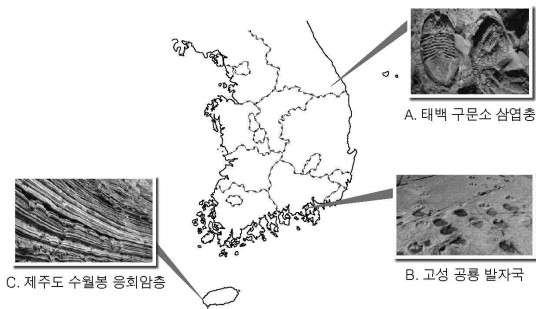 A. 태백 구문소 삼엽충
B. 고성 공룡 발자국
C. 제주도 수월봉 응회암층